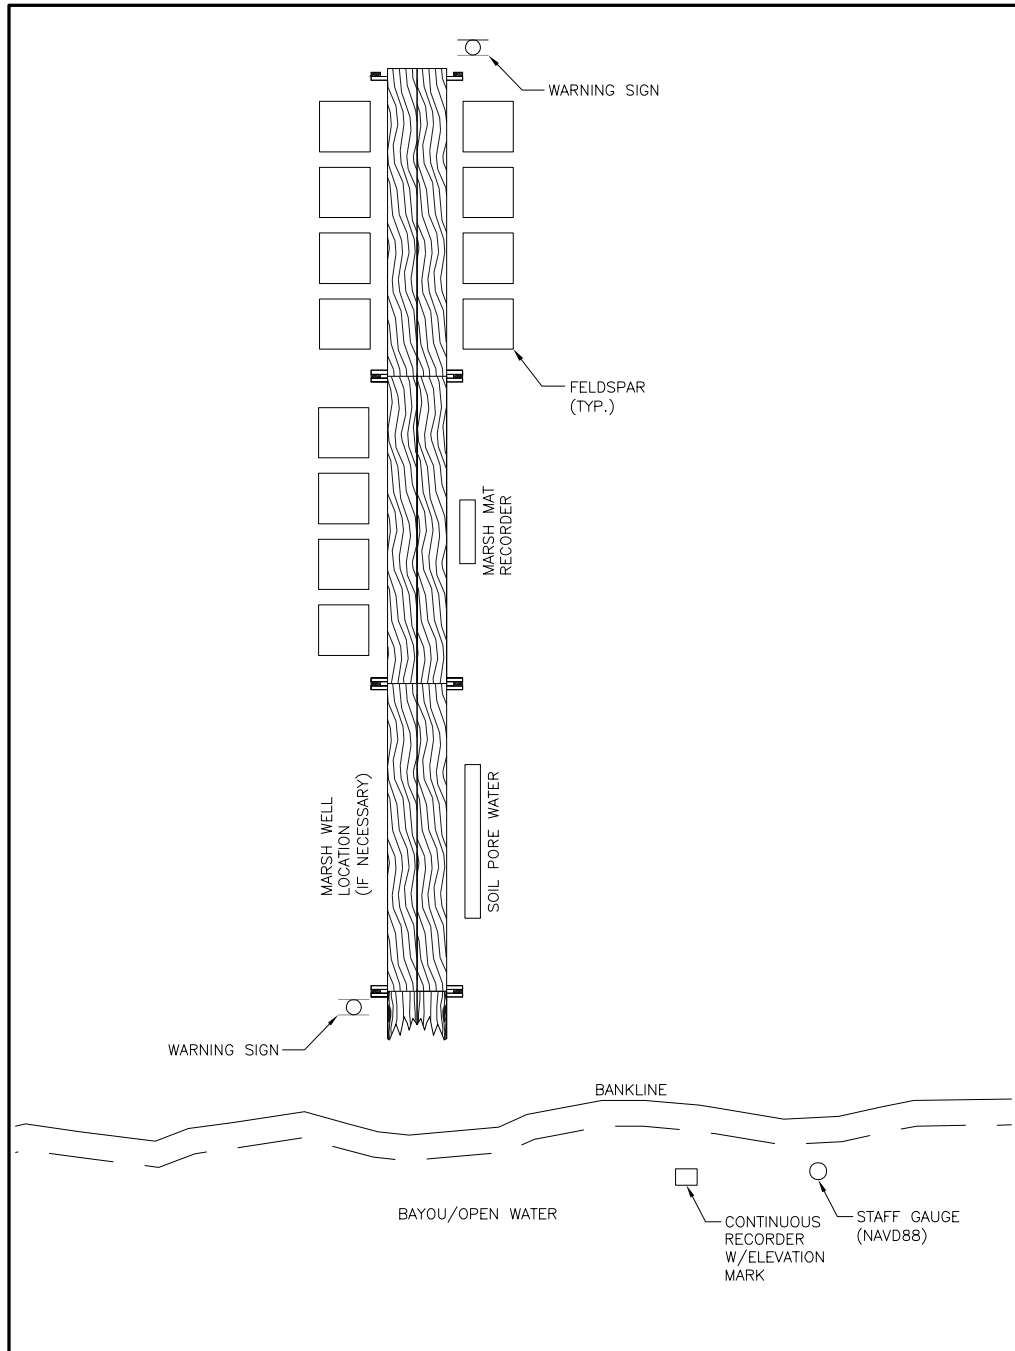 WARNING SIGN
FELDSPAR
(TYP.)
MARSH MAT
RECORDER
MARSH WELL
LOCATION
(IF NECESSARY)
SOIL PORE WATER
WARNING SIGN
BANKLINE
BAYOU/OPEN WATER
CONTINUOUS
RECORDER
W/ELEVATION
MARK
STAFF GAUGE
(NAVD88)